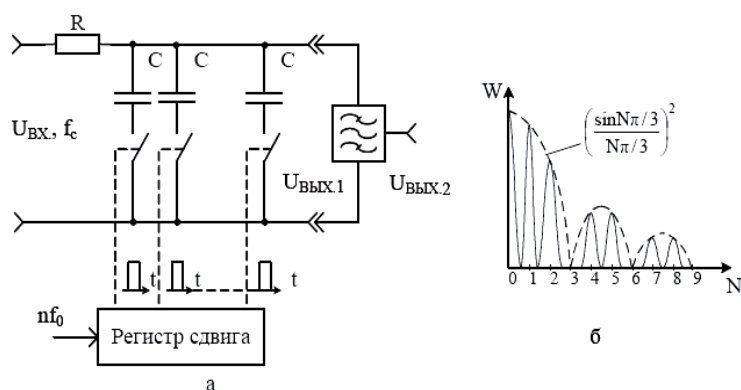 R
C C C
U_ВХ., f_c
U_ВЫХ.1
U_ВЫХ.2
t t t
nf₀
Регистр сдвига
а
W
(sinNπ/3 / Nπ/3)²
0 1 2 3 4 5 6 7 8 9
N
б